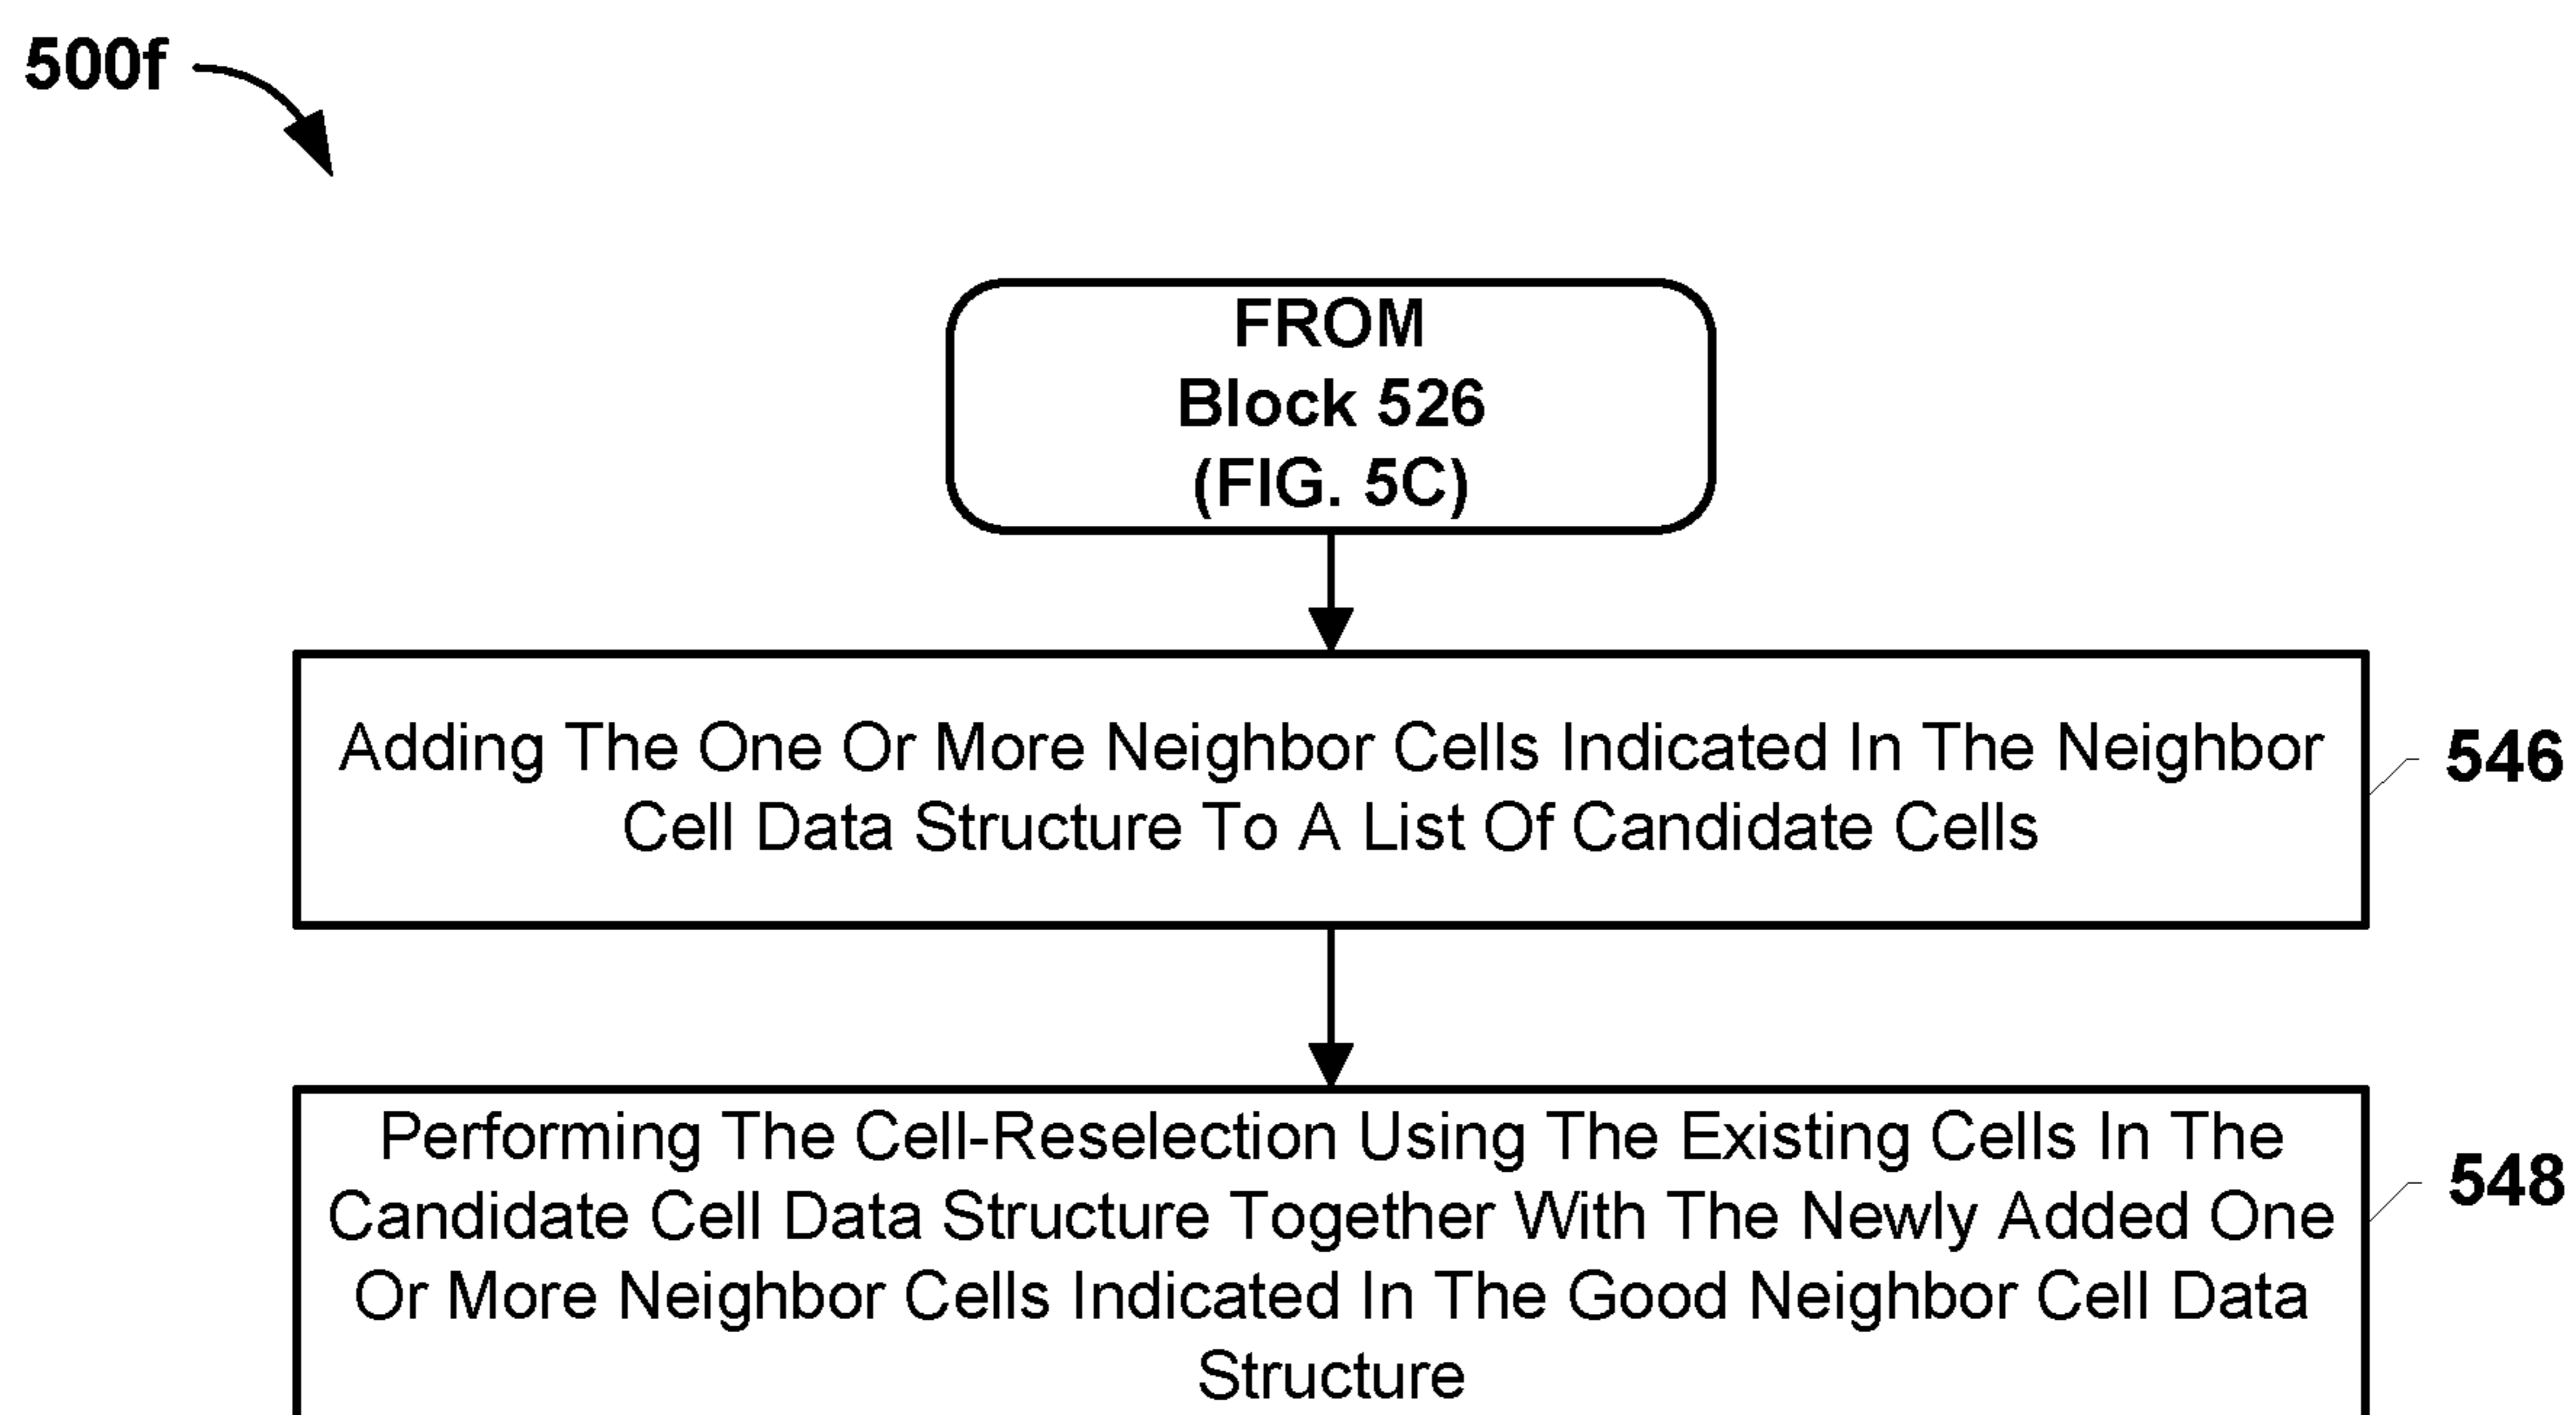 500f
FROM
Block 526
(FIG. 5C)
Adding The One Or More Neighbor Cells Indicated In The Neighbor
Cell Data Structure To A List Of Candidate Cells
546
Performing The Cell-Reselection Using The Existing Cells In The
Candidate Cell Data Structure Together With The Newly Added One
Or More Neighbor Cells Indicated In The Good Neighbor Cell Data
Structure
548